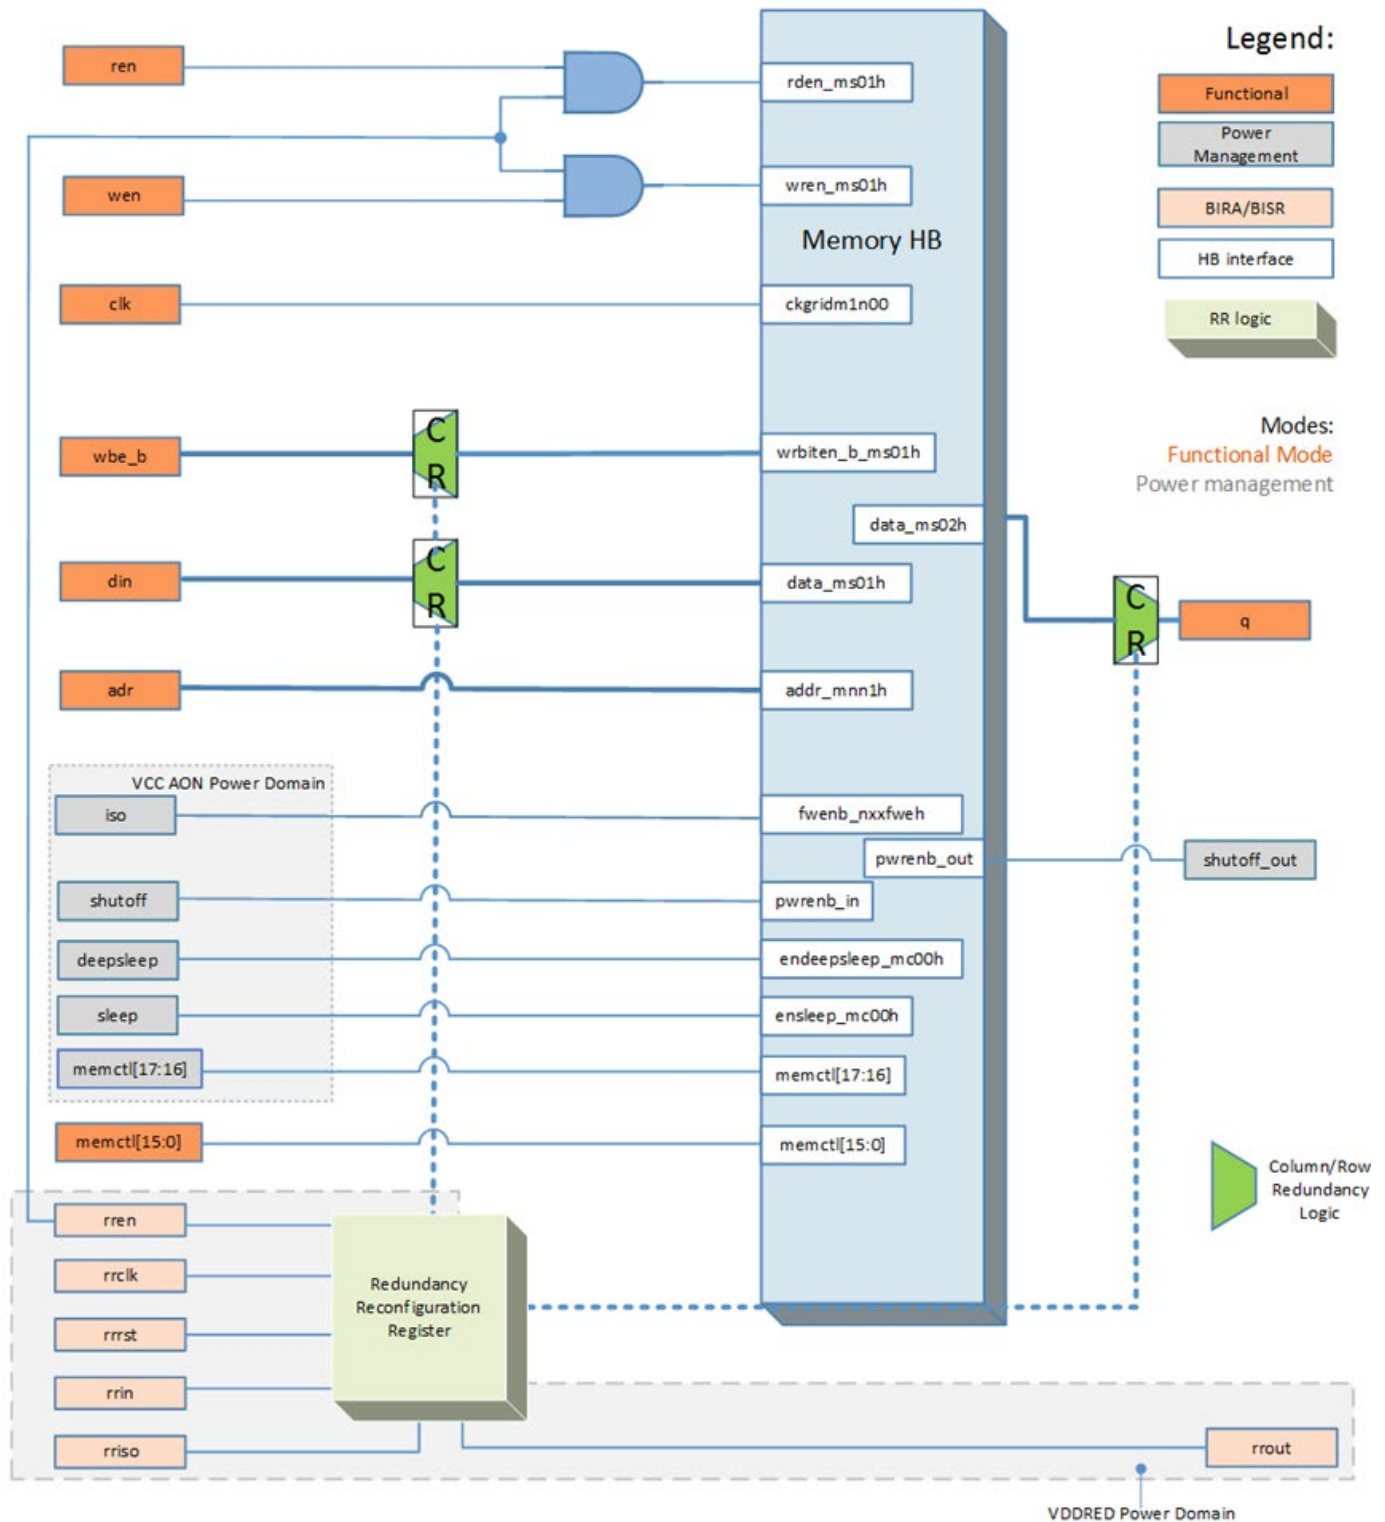 Legend:
Functional
Power
Management
BIRA/BISR
HB interface
RR logic
Modes:
Functional Mode
Power management
ren
rden_ms01h
wen
wren_ms01h
Memory HB
clk
ckgridm1n00
C
R
wbe_b
wrbiten_b_ms01h
data_ms02h
C
R
din
data_ms01h
C
R
q
adr
addr_mnn1h
VCC AON Power Domain
iso
fwenb_nxxfweh
pwrenb_out
shutoff_out
shutoff
pwrenb_in
deepsleep
endeepsleep_mc00h
sleep
ensleep_mc00h
memctl[17:16]
memctl[17:16]
memctl[15:0]
memctl[15:0]
Column/Row
Redundancy
Logic
rren
rrclk
rrrst
rrin
rriso
Redundancy
Reconfiguration
Register
rrout
VDDRED Power Domain